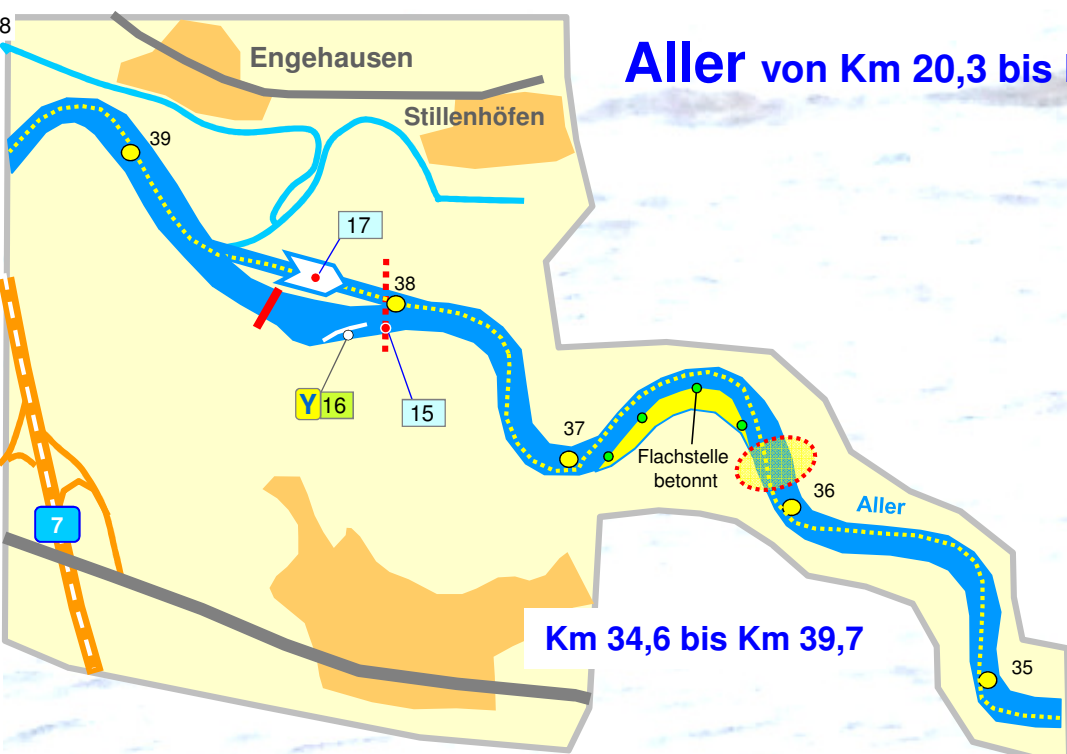 8
Engehausen
Aller von Km 20,3 bis
Stillenhöfen
39
17
38
Y 16
15
37
Flachstelle
betonnt
36
Aller
7
Km 34,6 bis Km 39,7
35